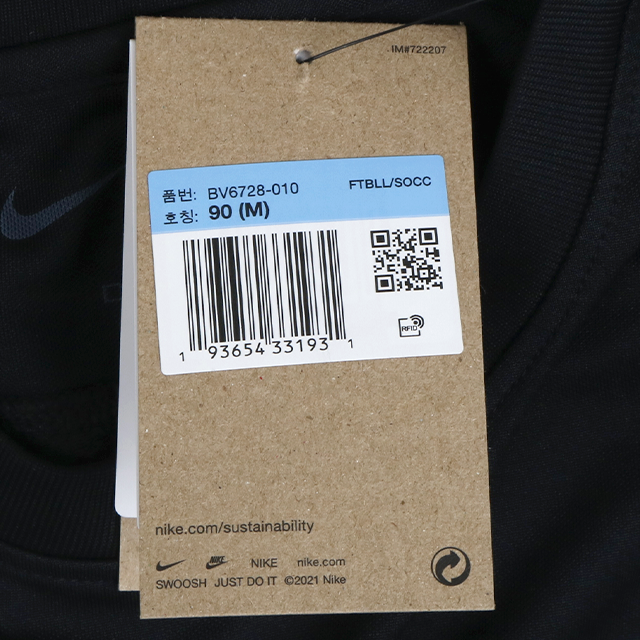 IM#722207
품번: BV6728-010 FTBLL/SOCC
호칭: 90 (M)
1 93654 33193 1
RFID
nike.com/sustainability
NIKE nike.com
SWOOSH JUST DO IT ©2021 Nike